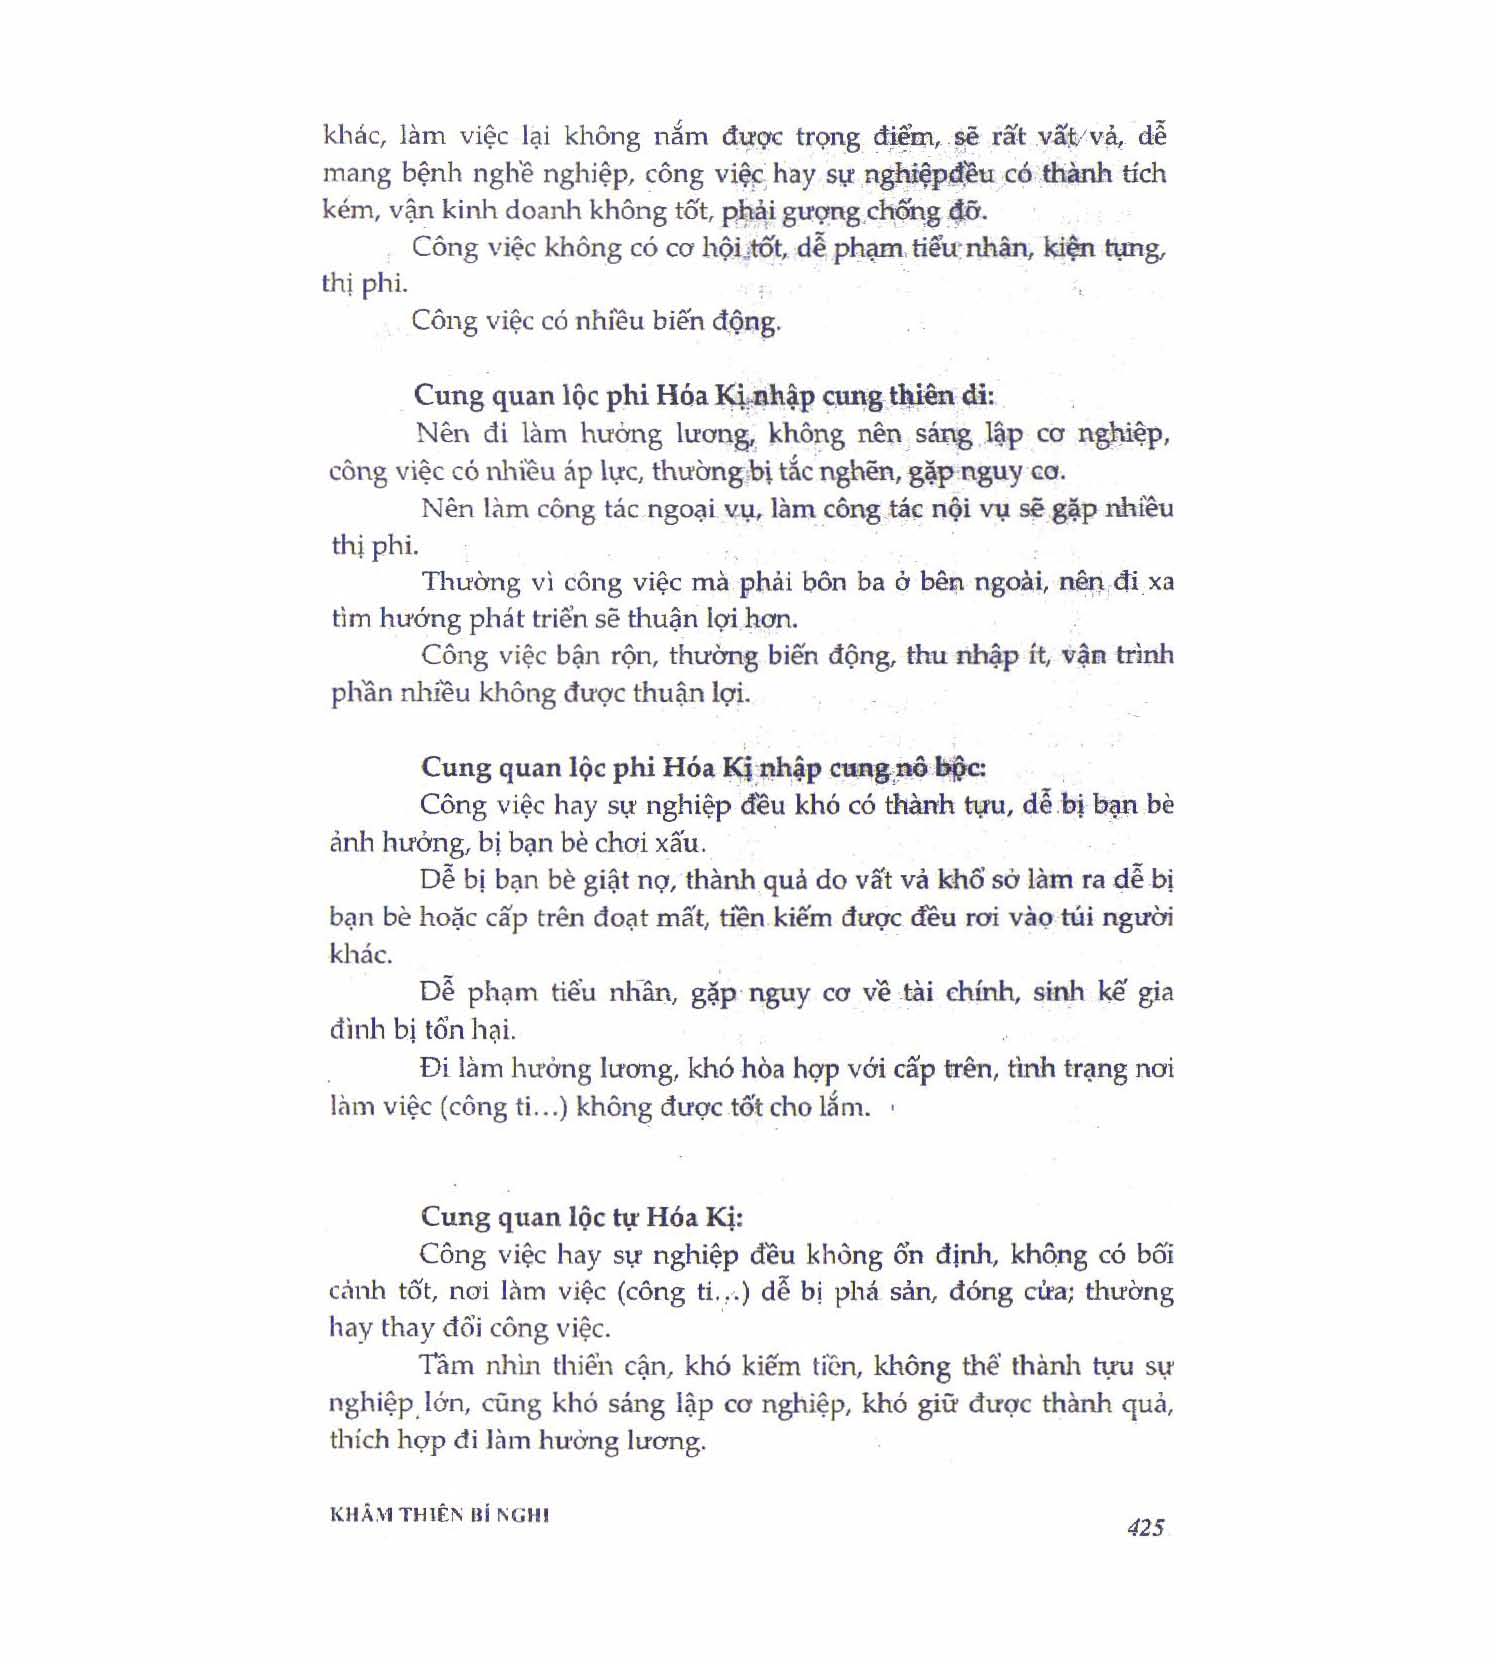 khác, làm việc lại không nắm được trọng điểm, sẽ rất vất vả, dễ
mang bệnh nghề nghiệp, công việc hay sự nghiệpđều có thành tích
kém, vận kinh doanh không tốt, phải gượng chống đỡ.
Công việc không có cơ hội tốt, dễ phạm tiểu nhân, kiện tụng,
thị phi.
Công việc có nhiều biến động.
Cung quan lộc phi Hóa Kị nhập cung thiên di:
Nên đi làm hưởng lương, không nên sáng lập cơ nghiệp,
công việc có nhiều áp lực, thường bị tắc nghẽn, gặp nguy cơ.
Nên làm công tác ngoại vụ, làm công tác nội vụ sẽ gặp nhiều
thị phi.
Thường vì công việc mà phải bôn ba ở bên ngoài, nên đi xa
tìm hướng phát triển sẽ thuận lợi hơn.
Công việc bận rộn, thường biến động, thu nhập ít, vận trình
phần nhiều không được thuận lợi.
Cung quan lộc phi Hóa Kị nhập cung nô bộc:
Công việc hay sự nghiệp đều khó có thành tựu, dễ bị bạn bè
ảnh hưởng, bị bạn bè chơi xấu.
Dễ bị bạn bè giật nợ, thành quả do vất vả khổ sở làm ra dễ bị
bạn bè hoặc cấp trên đoạt mất, tiền kiếm được đều rơi vào túi người
khác.
Dễ phạm tiểu nhân, gặp nguy cơ về tài chính, sinh kế gia
đình bị tổn hại.
Đi làm hưởng lương, khó hòa hợp với cấp trên, tình trạng nơi
làm việc (công ti...) không được tốt cho lắm.
Cung quan lộc tự Hóa Kị:
Công việc hay sự nghiệp đều không ổn định, không có bối
cảnh tốt, nơi làm việc (công ti...) dễ bị phá sản, đóng cửa; thường
hay thay đổi công việc.
Tầm nhìn thiển cận, khó kiếm tiền, không thể thành tựu sự
nghiệp lớn, cũng khó sáng lập cơ nghiệp, khó giữ được thành quả,
thích hợp đi làm hưởng lương.
KHÂM THIÊN BÍ NGHI
425